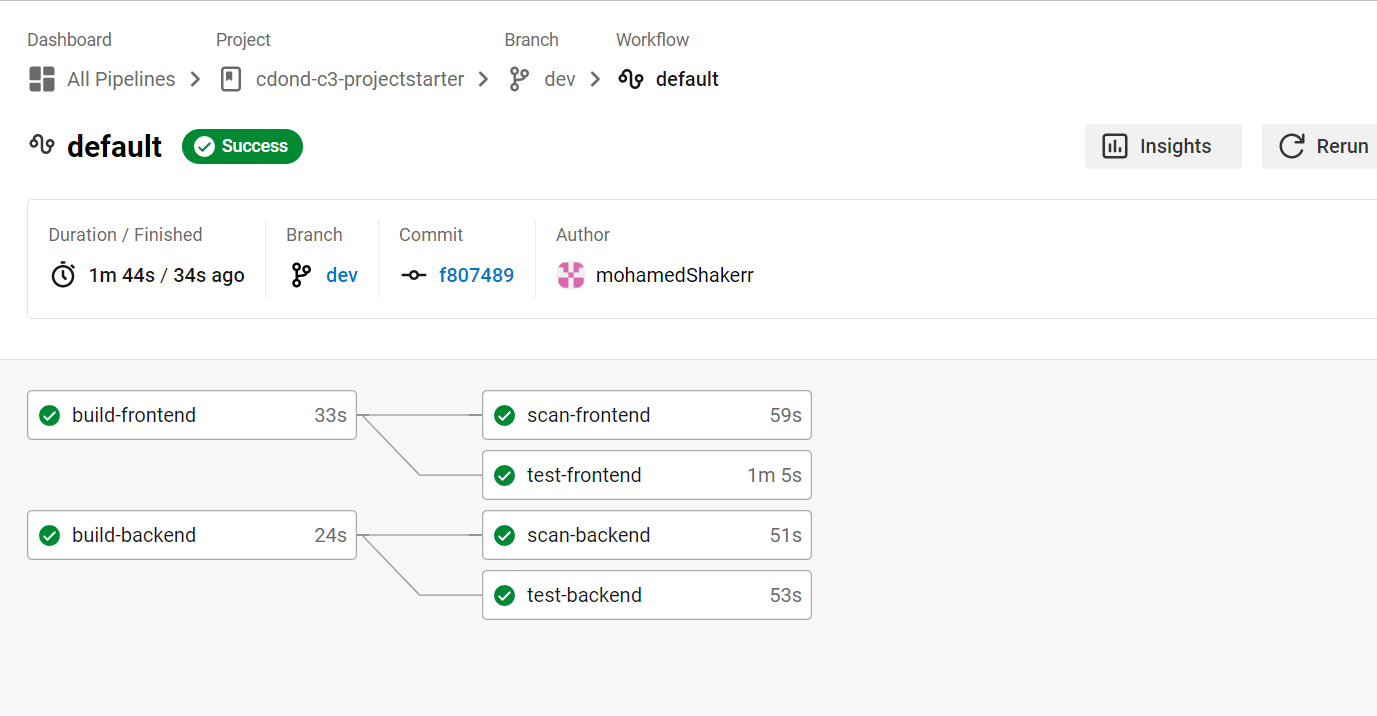 Dashboard Project Branch Workflow
All Pipelines cdond-c3-projectstarter dev default
default Success Insights Rerun
Duration / Finished Branch Commit Author
1m 44s / 34s ago dev f807489 mohamedShakerr
build-frontend 33s scan-frontend 59s
test-frontend 1m 5s
build-backend 24s scan-backend 51s
test-backend 53s